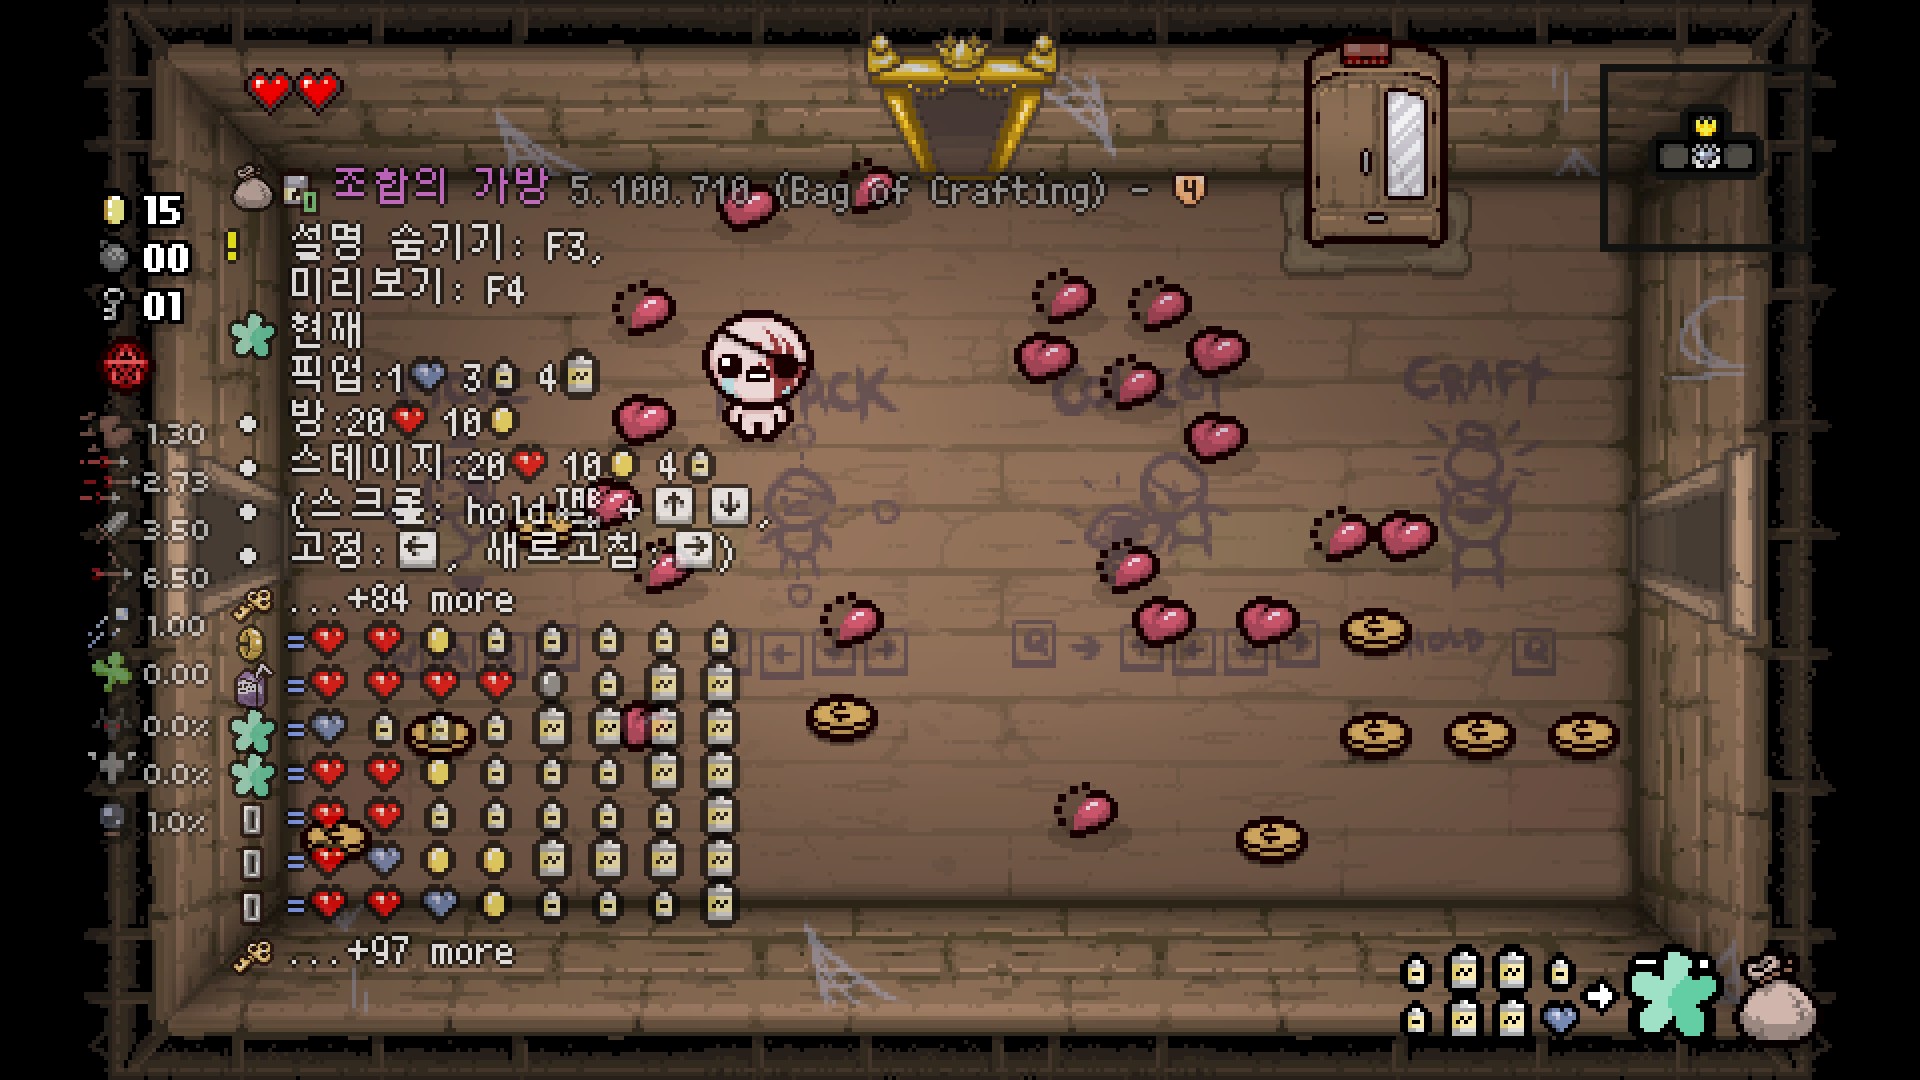 조합의 가방 5.100.710 (Bag of Crafting) - 4
15
설명 숨기기: F3,
00
미리보기: F4
01
현재
픽업:1 3 4
ACK
CRAFT
방:20 10
1.30
스테이지:20 10 4
2.73
(스크롤: hold TAB + ↑ ↓,
3.50
고정: ←, 새로고침: →)
6.50
...+84 more
1.00
Q
HOLD Q
0.00
0.0%
0.0%
1.0%
...+97 more